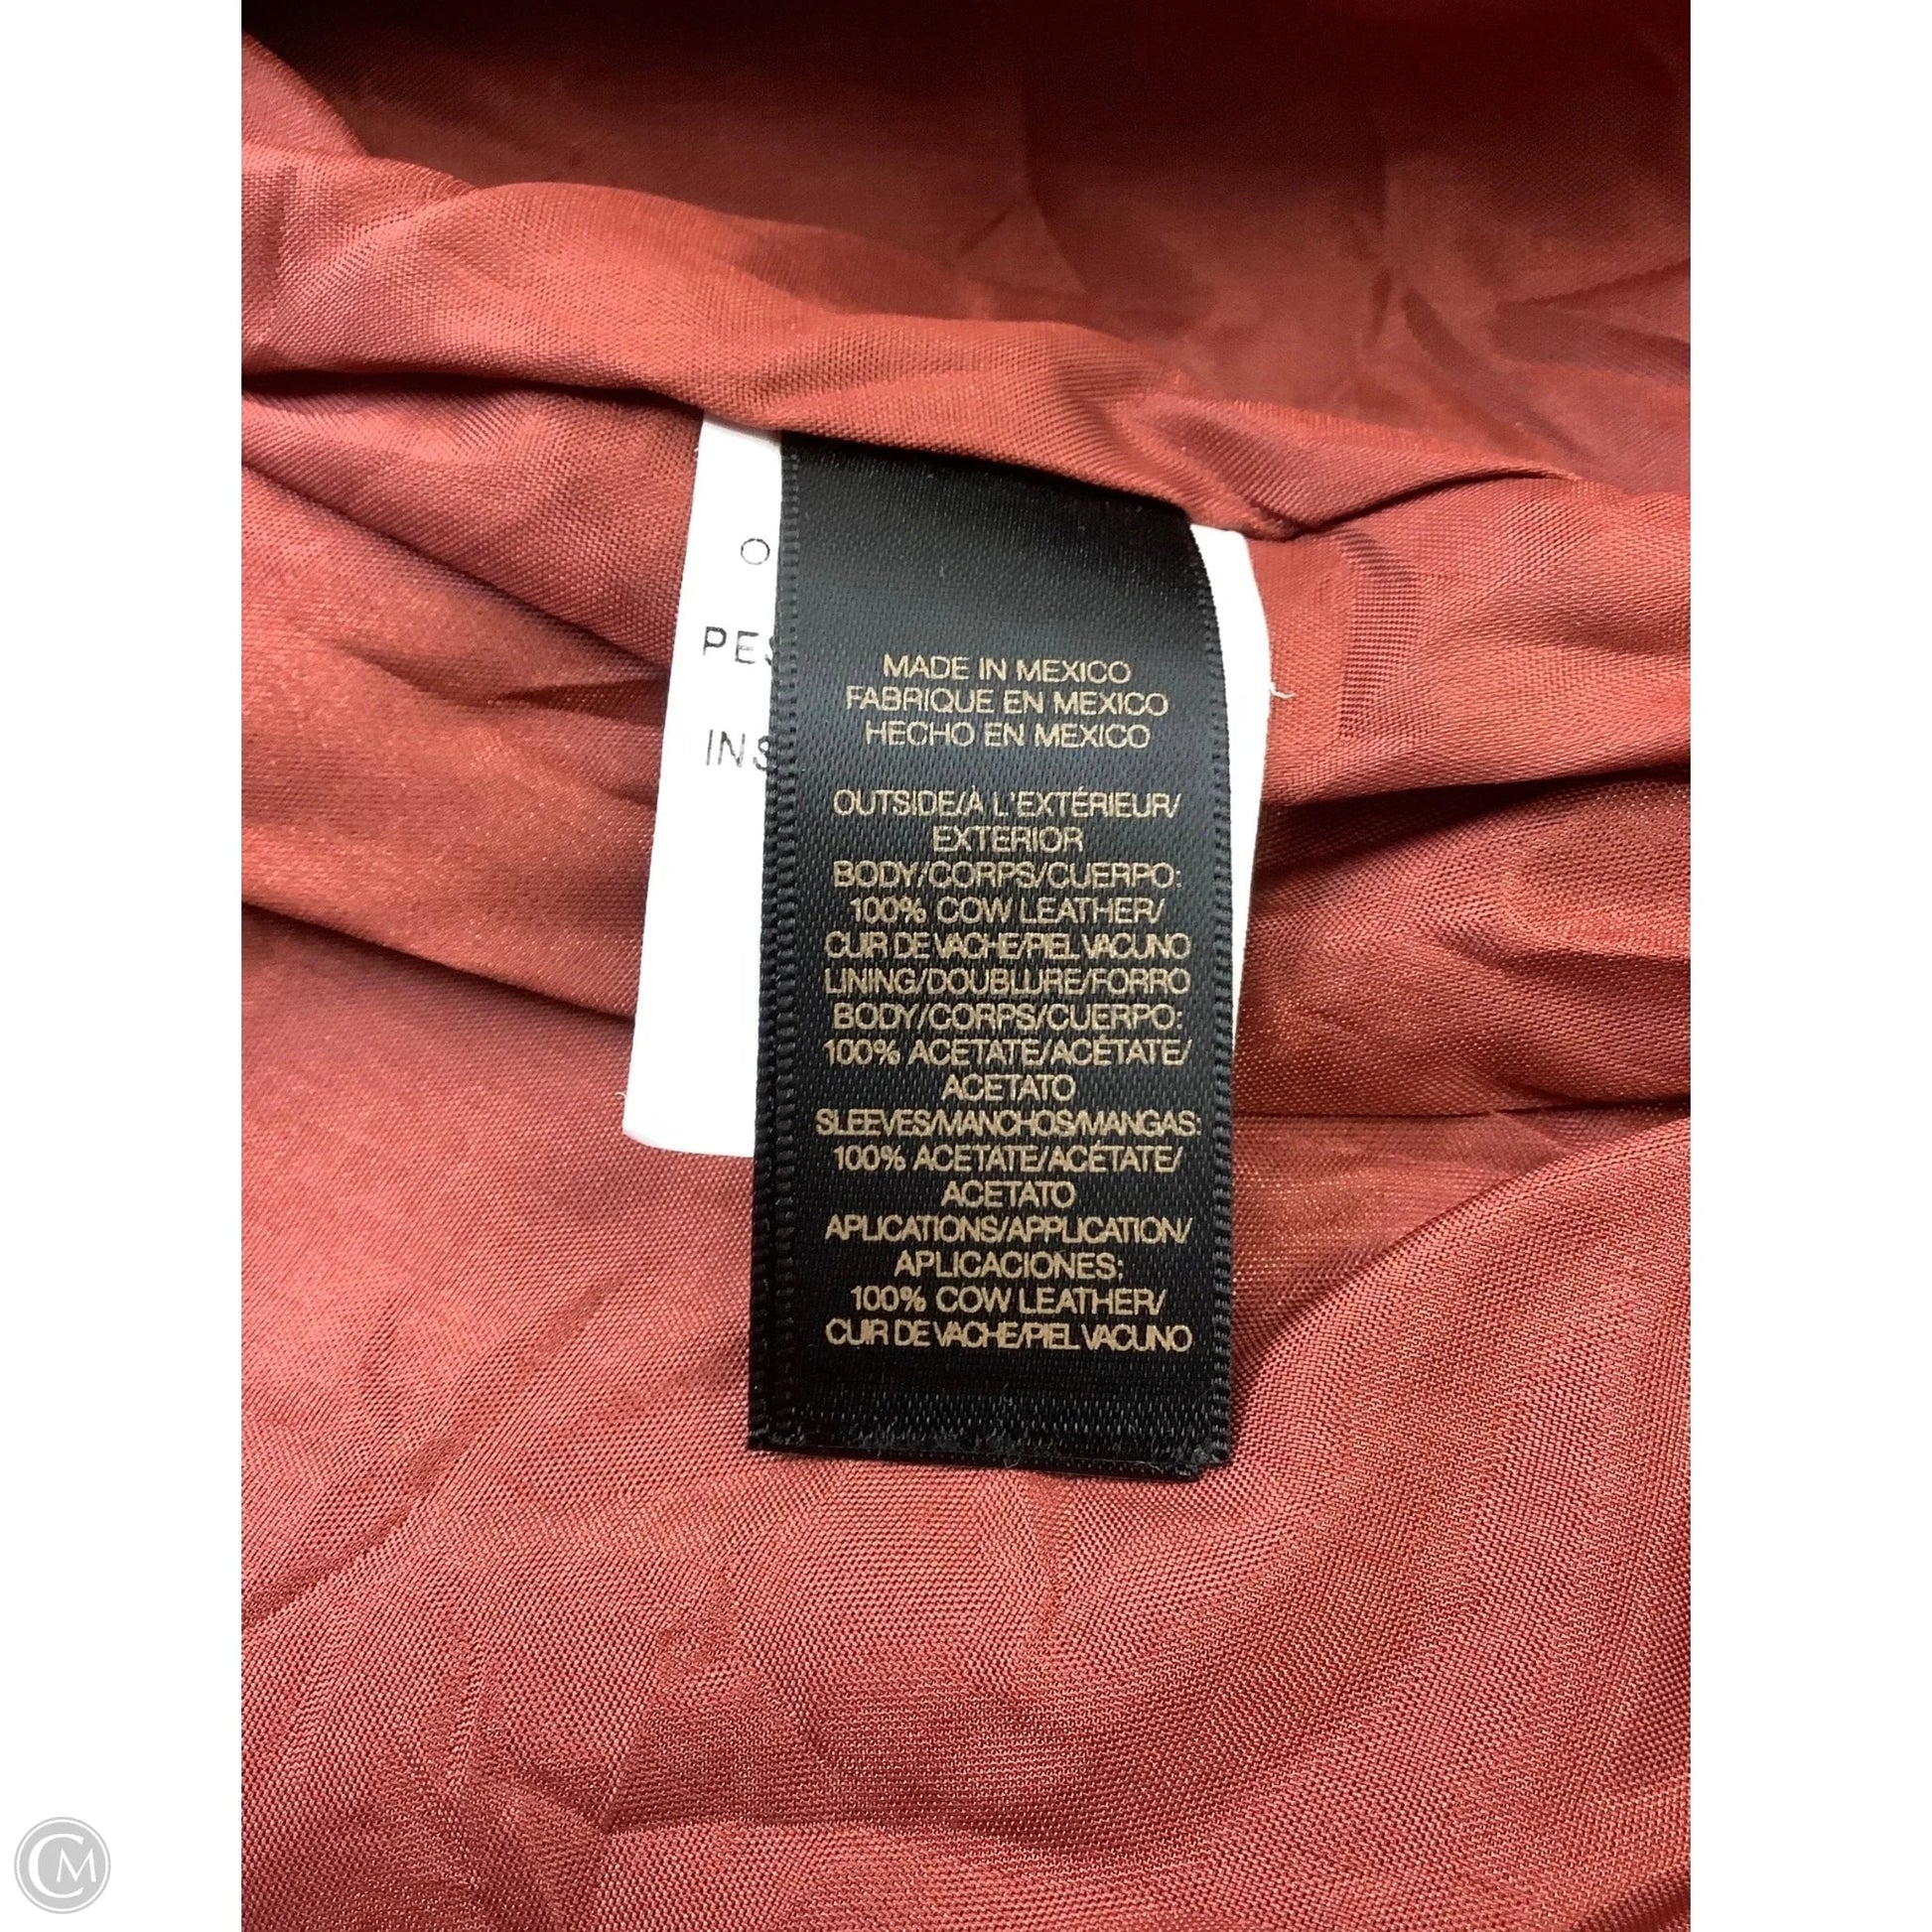 O
MADE IN MEXICO
FABRIQUE EN MEXICO
HECHO EN MEXICO
OUTSIDE/À L'EXTÉRIEUR/
EXTERIOR
BODY/CORPS/CUERPO:
100% COW LEATHER/
CUIR DE VACHE/PIEL VACUNO
LINING/DOUBLURE/FORRO
BODY/CORPS/CUERPO:
100% ACETATE/ACÉTATE/
ACETATO
SLEEVES/MANCHOS/MANGAS:
100% ACETATE/ACÉTATE/
ACETATO
APLICATIONS/APPLICATION/
APLICACIONES:
100% COW LEATHER/
CUIR DE VACHE/PIEL VACUNO
PES
INS
CM